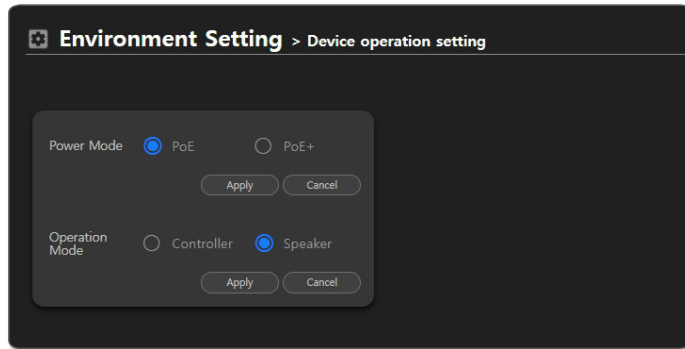 Environment Setting > Device operation setting
Power Mode PoE PoE+
Apply Cancel
Operation
Mode Controller Speaker
Apply Cancel